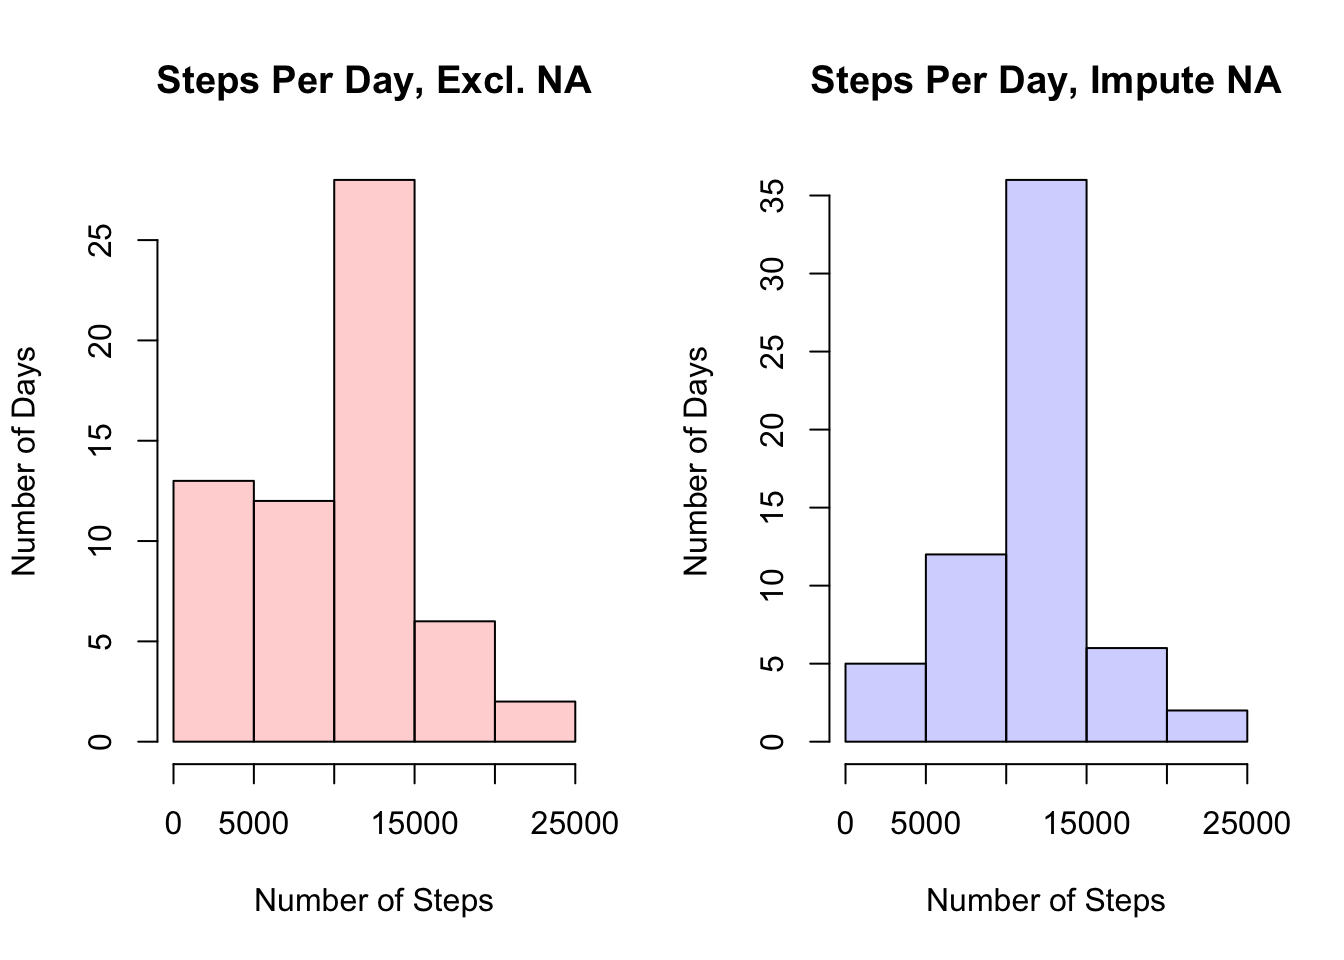 Steps Per Day, Excl. NA
Number of Days
0
5
10
15
20
25
0 5000 15000 25000
Number of Steps
Steps Per Day, Impute NA
Number of Days
0
5
10
15
20
25
30
35
0 5000 15000 25000
Number of Steps